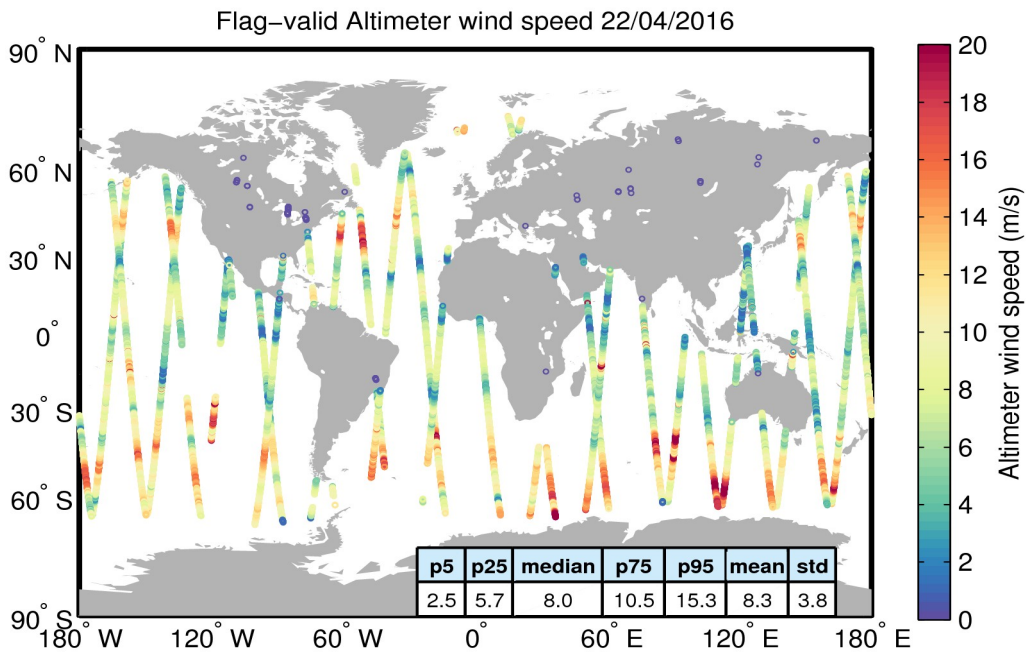 Flag−valid Altimeter wind speed 22/04/2016
90° N
60° N
30° N
0°
30° S
60° S
90° S
180° W
120° W
60° W
0°
60° E
120° E
180° E
p5 p25 median p75 p95 mean std
2.5 5.7 8.0 10.5 15.3 8.3 3.8
20
18
16
14
12
10
8
6
4
2
0
Altimeter wind speed (m/s)